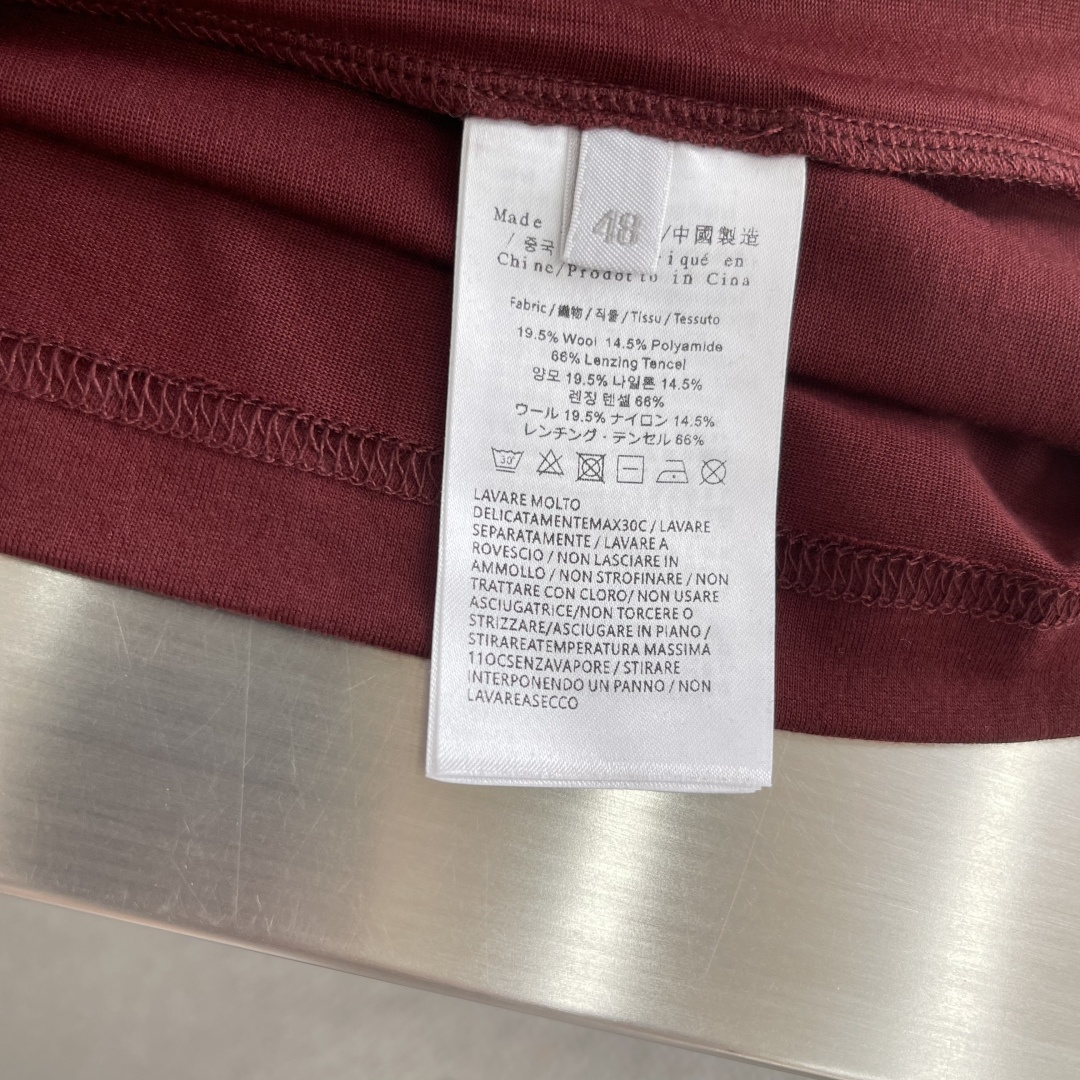 48
Made /中國製造
/ 중국 iqué en
Chine/Prodotto in Cina
Fabric/織物/직물/Tissu/Tessuto
19.5% Wool 14.5% Polyamide
66% Lenzing Tencel
양모 19.5% 나일론 14.5%
렌징 텐셀 66%
ウール 19.5% ナイロン 14.5%
レンチング・テンセル 66%
30°
LAVARE MOLTO
DELICATAMENTEMAX30C / LAVARE
SEPARATAMENTE / LAVARE A
ROVESCIO / NON LASCIARE IN
AMMOLLO / NON STROFINARE / NON
TRATTARE CON CLORO/ NON USARE
ASCIUGATRICE/NON TORCERE O
STRIZZARE/ASCIUGARE IN PIANO /
STIRAREATEMPERATURA MASSIMA
110CSENZAVAPORE / STIRARE
INTERPONENDO UN PANNO / NON
LAVAREASECCO